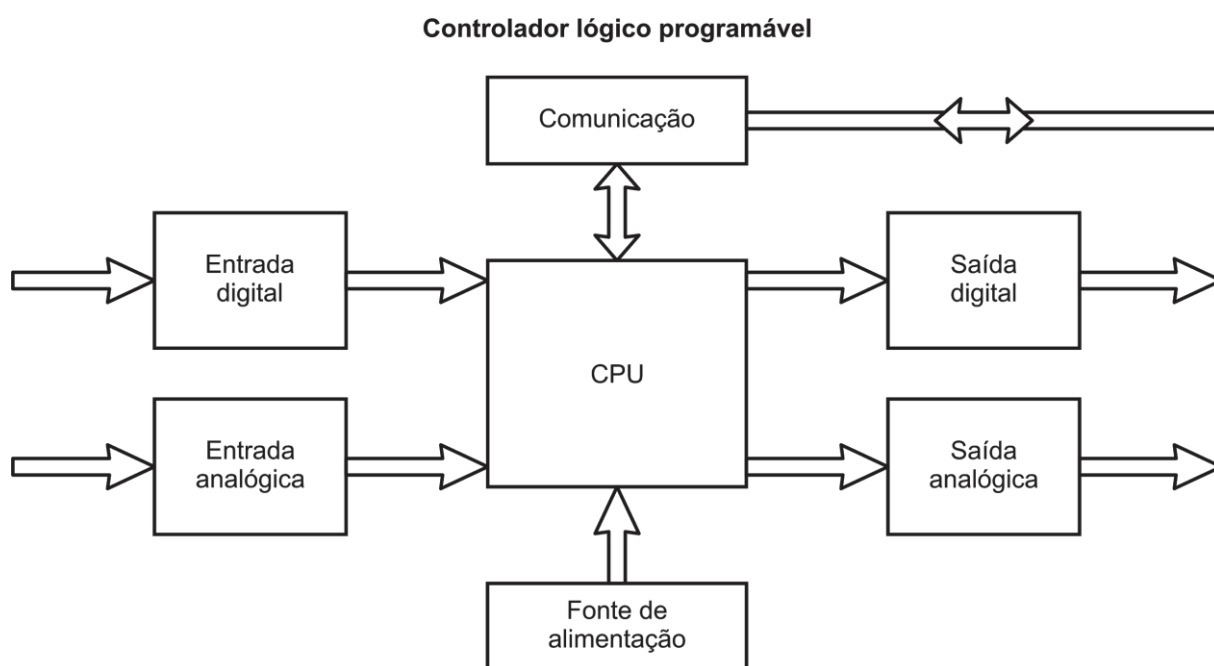 Controlador lógico programável
Comunicação
Entrada
digital
Saída
digital
CPU
Entrada
analógica
Saída
analógica
Fonte de
alimentação